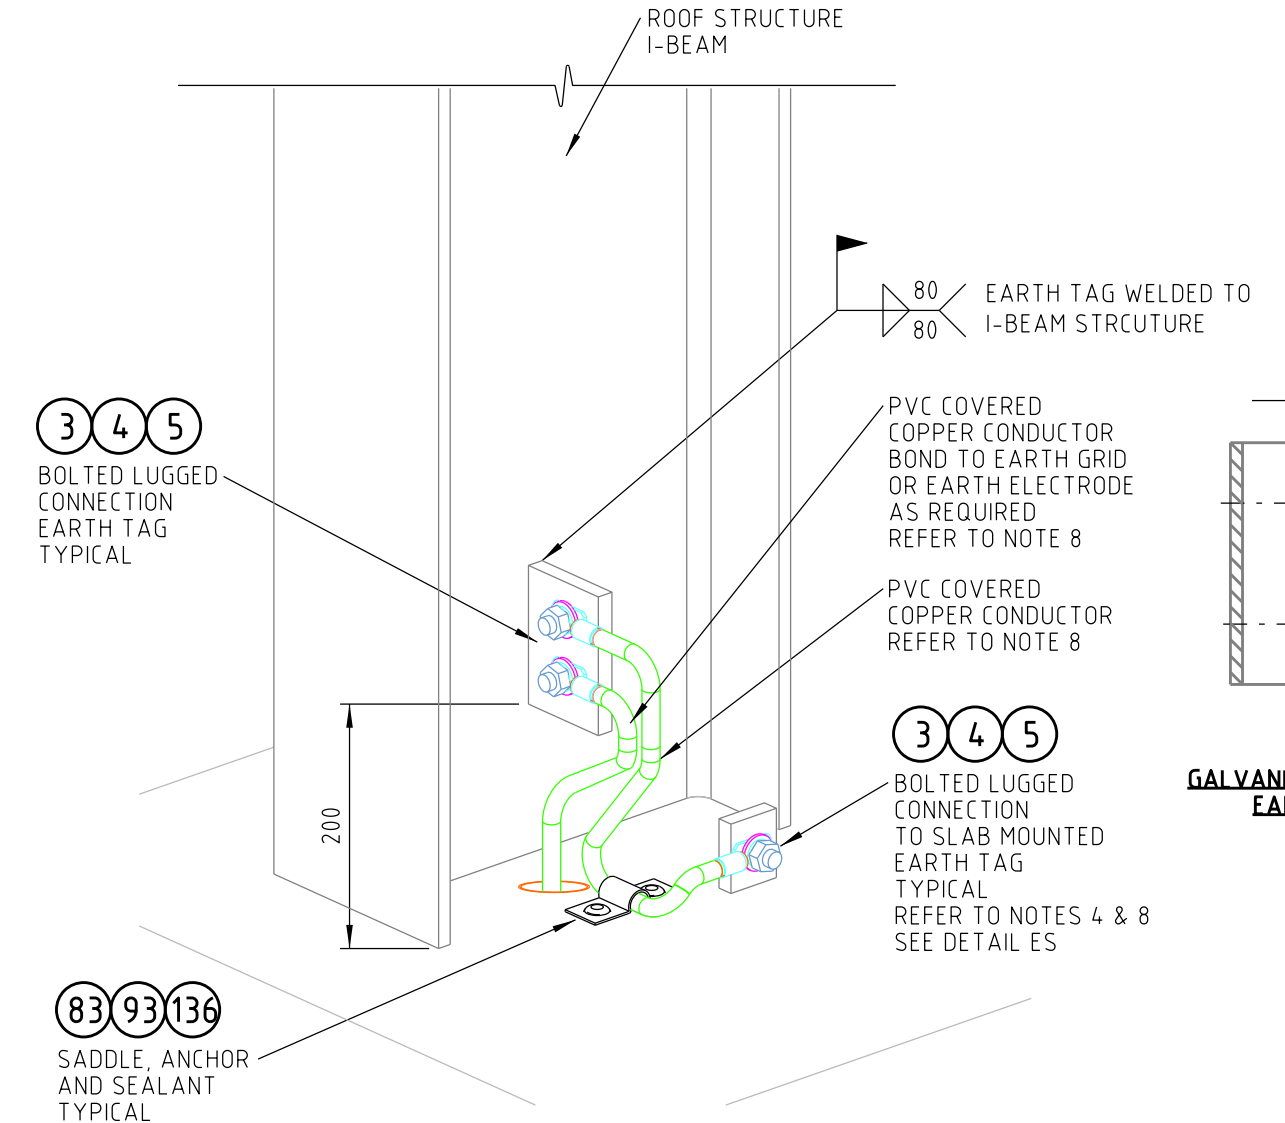 ROOF STRUCTURE
I-BEAM
80
80
EARTH TAG WELDED TO
I-BEAM STRCUTURE
3 4 5
BOLTED LUGGED
CONNECTION
EARTH TAG
TYPICAL
PVC COVERED
COPPER CONDUCTOR
BOND TO EARTH GRID
OR EARTH ELECTRODE
AS REQUIRED
REFER TO NOTE 8
PVC COVERED
COPPER CONDUCTOR
REFER TO NOTE 8
3 4 5
BOLTED LUGGED
CONNECTION
TO SLAB MOUNTED
EARTH TAG
TYPICAL
REFER TO NOTES 4 & 8
SEE DETAIL ES
200
83 93 136
SADDLE, ANCHOR
AND SEALANT
TYPICAL